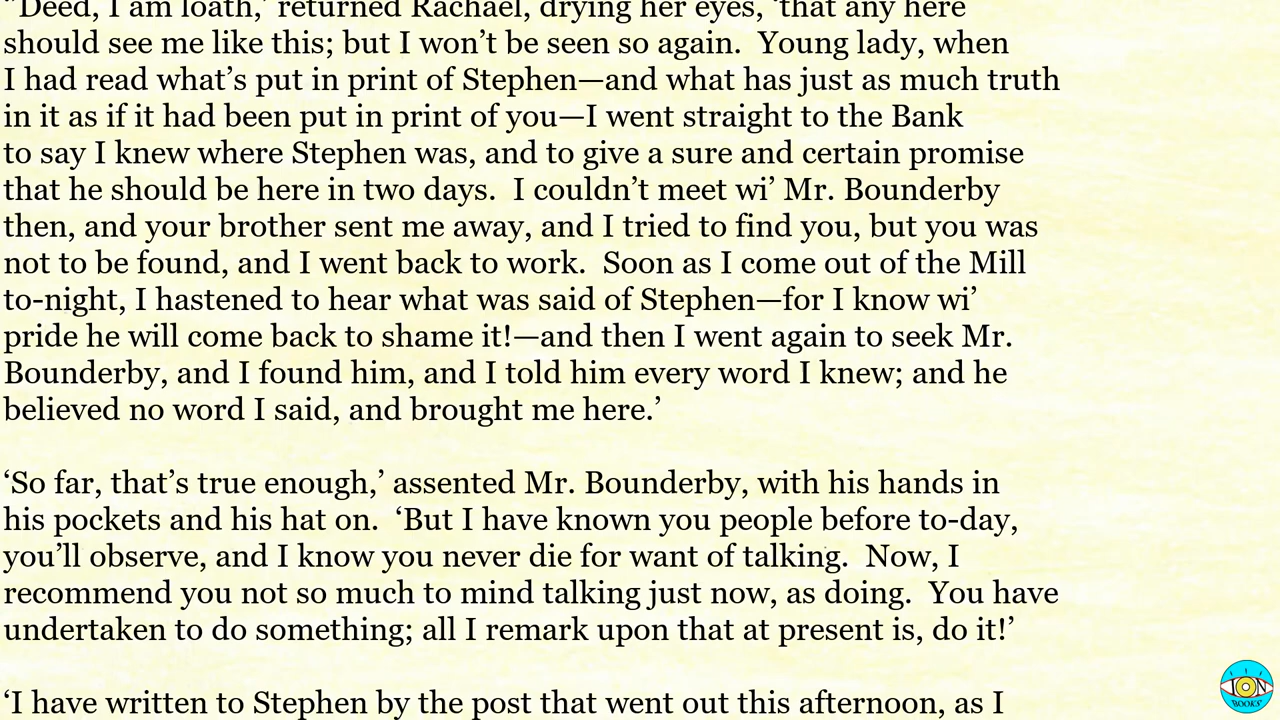 ‘’Deed, I am loath,’ returned Rachael, drying her eyes, ‘that any here
should see me like this; but I won’t be seen so again.  Young lady, when
I had read what’s put in print of Stephen—and what has just as much truth
in it as if it had been put in print of you—I went straight to the Bank
to say I knew where Stephen was, and to give a sure and certain promise
that he should be here in two days.  I couldn’t meet wi’ Mr. Bounderby
then, and your brother sent me away, and I tried to find you, but you was
not to be found, and I went back to work.  Soon as I come out of the Mill
to-night, I hastened to hear what was said of Stephen—for I know wi’
pride he will come back to shame it!—and then I went again to seek Mr.
Bounderby, and I found him, and I told him every word I knew; and he
believed no word I said, and brought me here.’

‘So far, that’s true enough,’ assented Mr. Bounderby, with his hands in
his pockets and his hat on.  ‘But I have known you people before to-day,
you’ll observe, and I know you never die for want of talking.  Now, I
recommend you not so much to mind talking just now, as doing.  You have
undertaken to do something; all I remark upon that at present is, do it!’

‘I have written to Stephen by the post that went out this afternoon, as I
ION
BOOKS